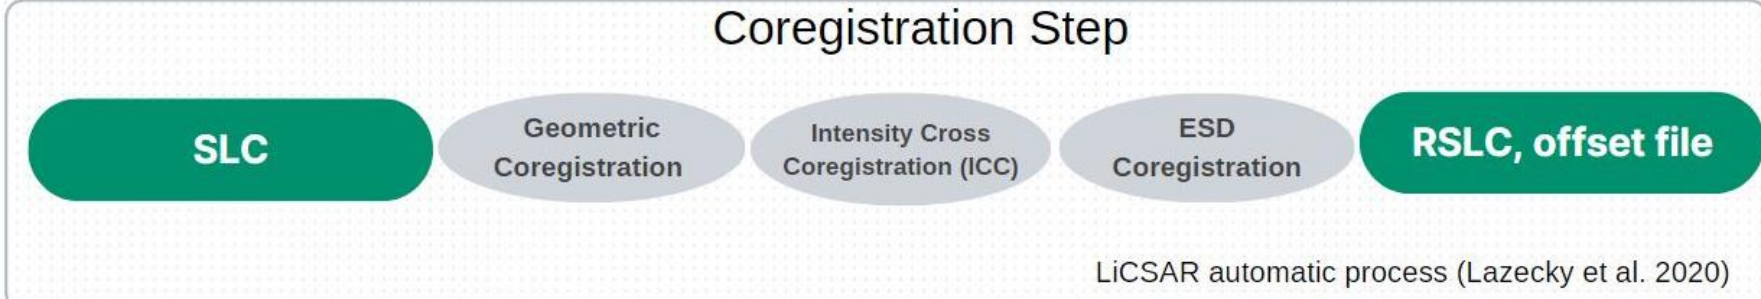 Coregistration Step
SLC
Geometric
Coregistration
Intensity Cross
Coregistration (ICC)
ESD
Coregistration
RSLC, offset file
LiCSAR automatic process (Lazecky et al. 2020)